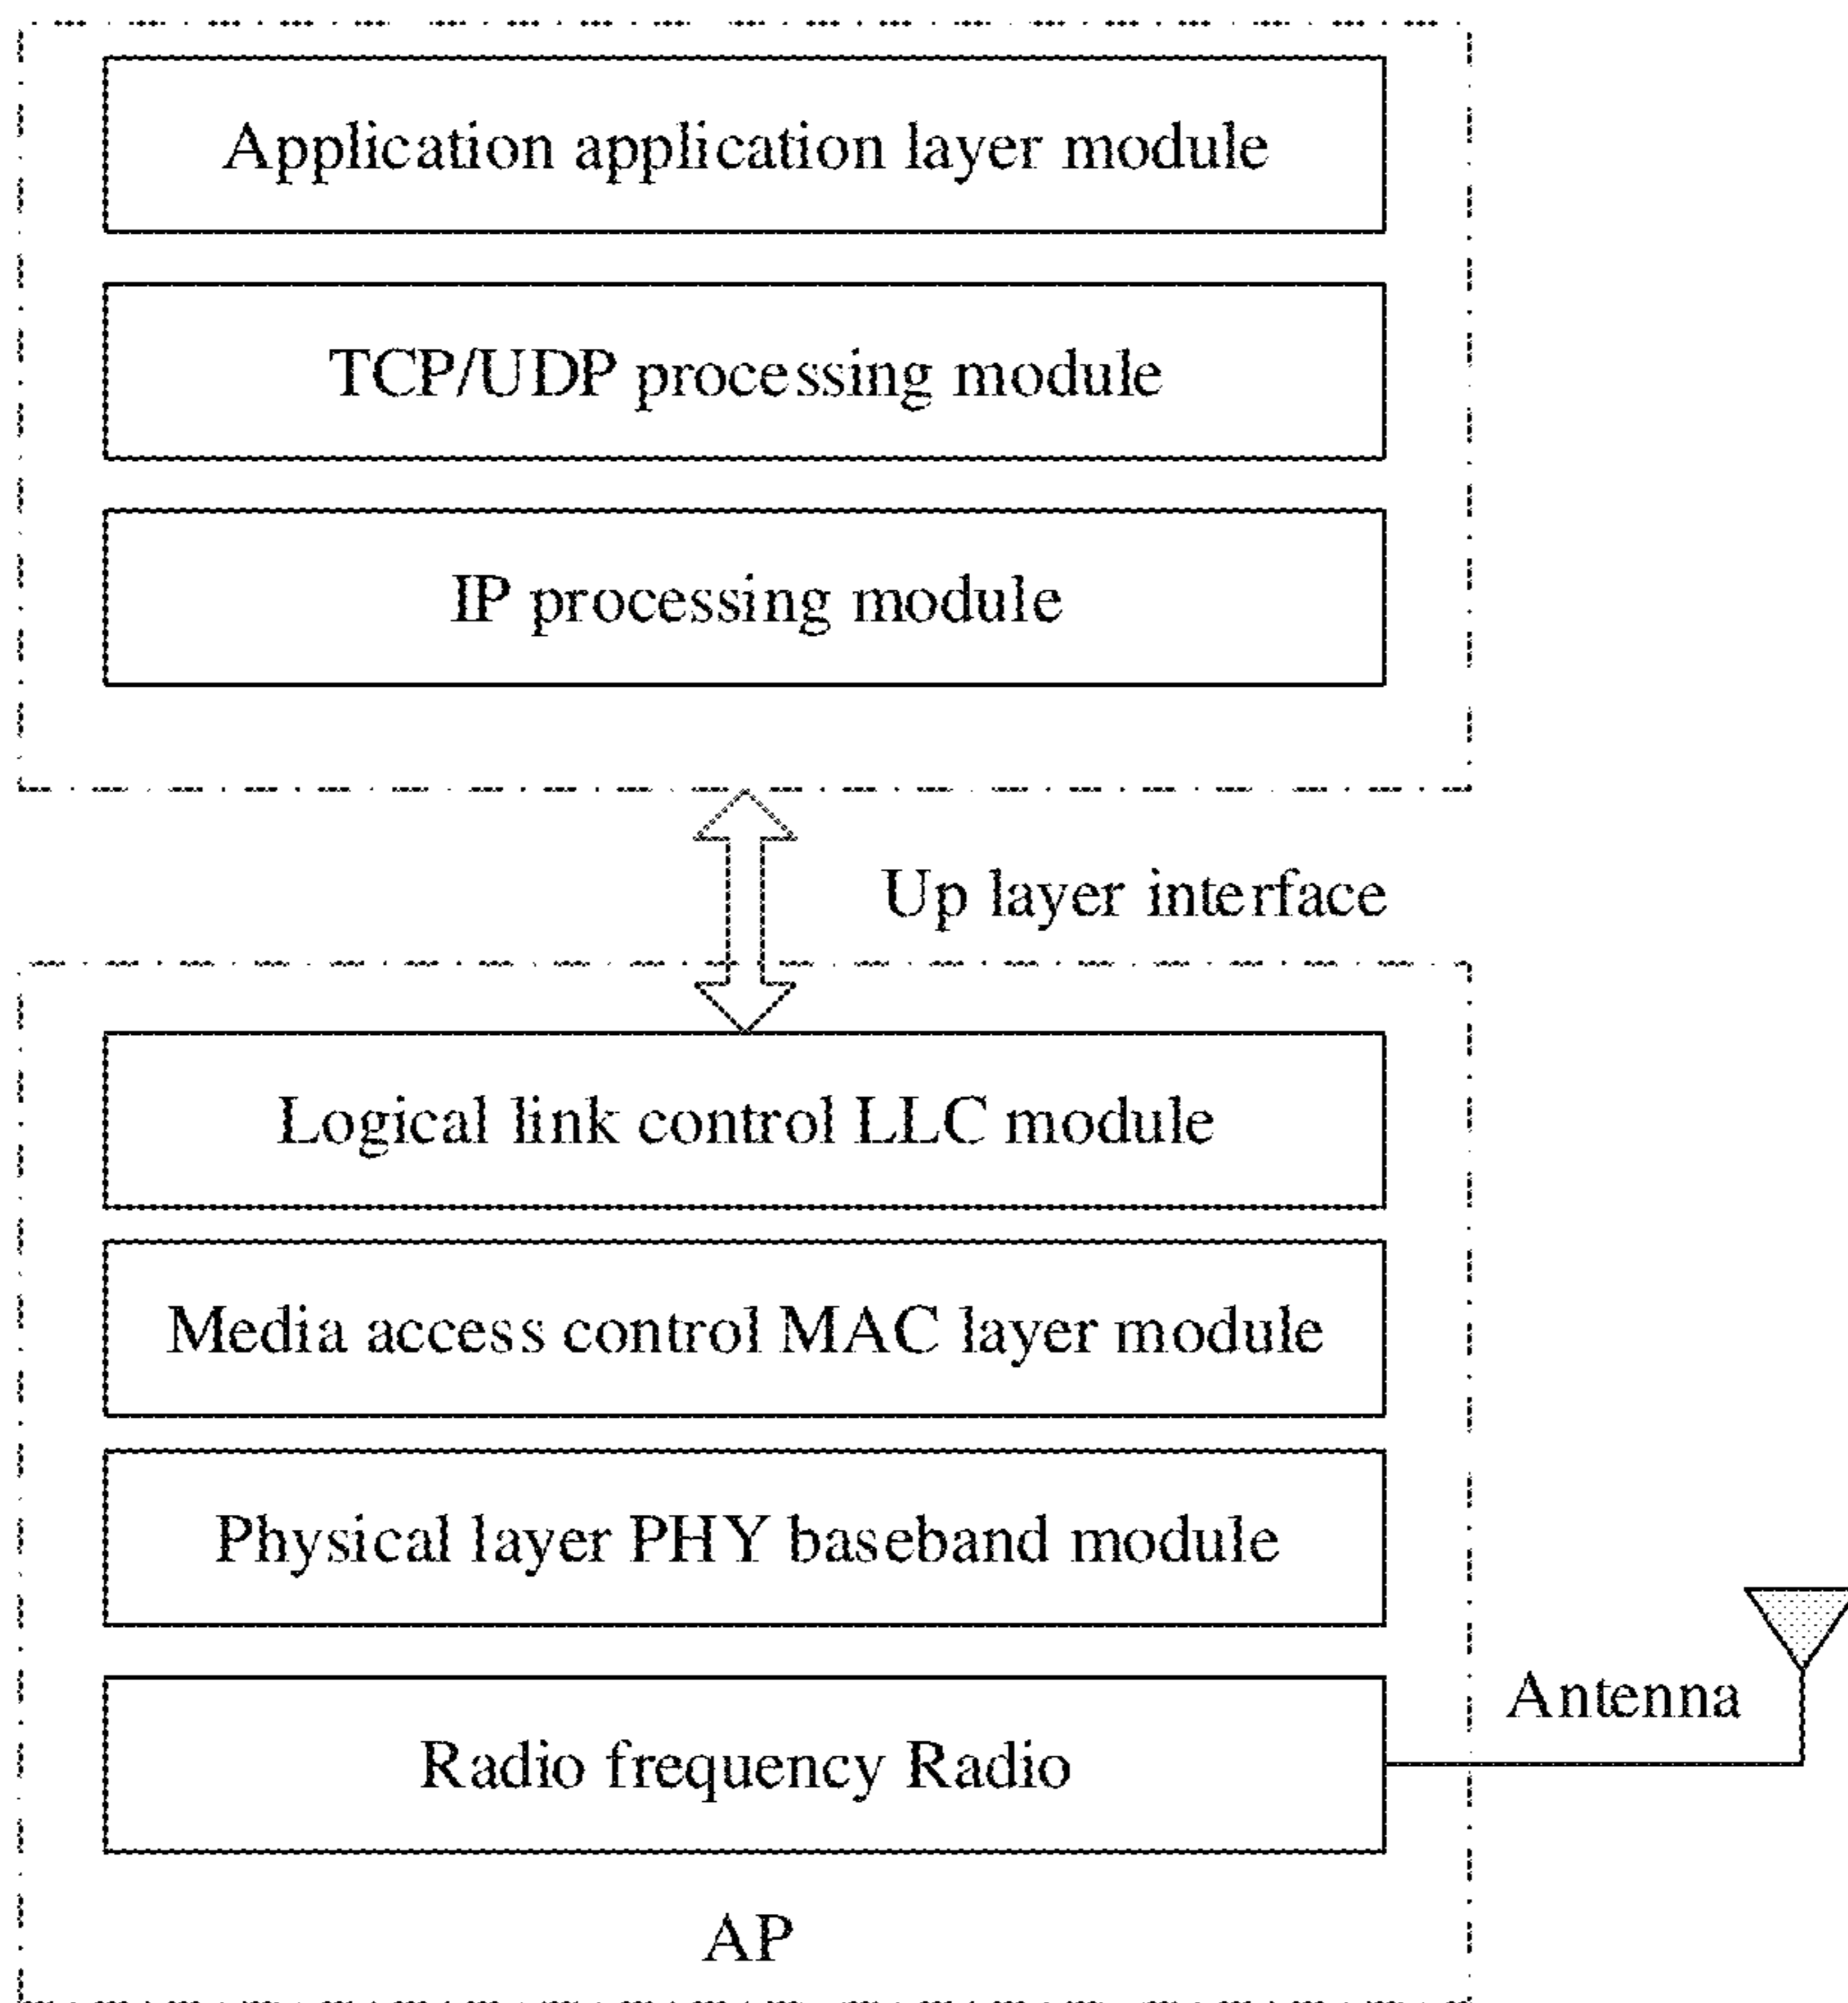 Application application layer module
TCP/UDP processing module
IP processing module
Up layer interface
Logical link control LLC module
Media access control MAC layer module
Physical layer PHY baseband module
Antenna
Radio frequency Radio
AP